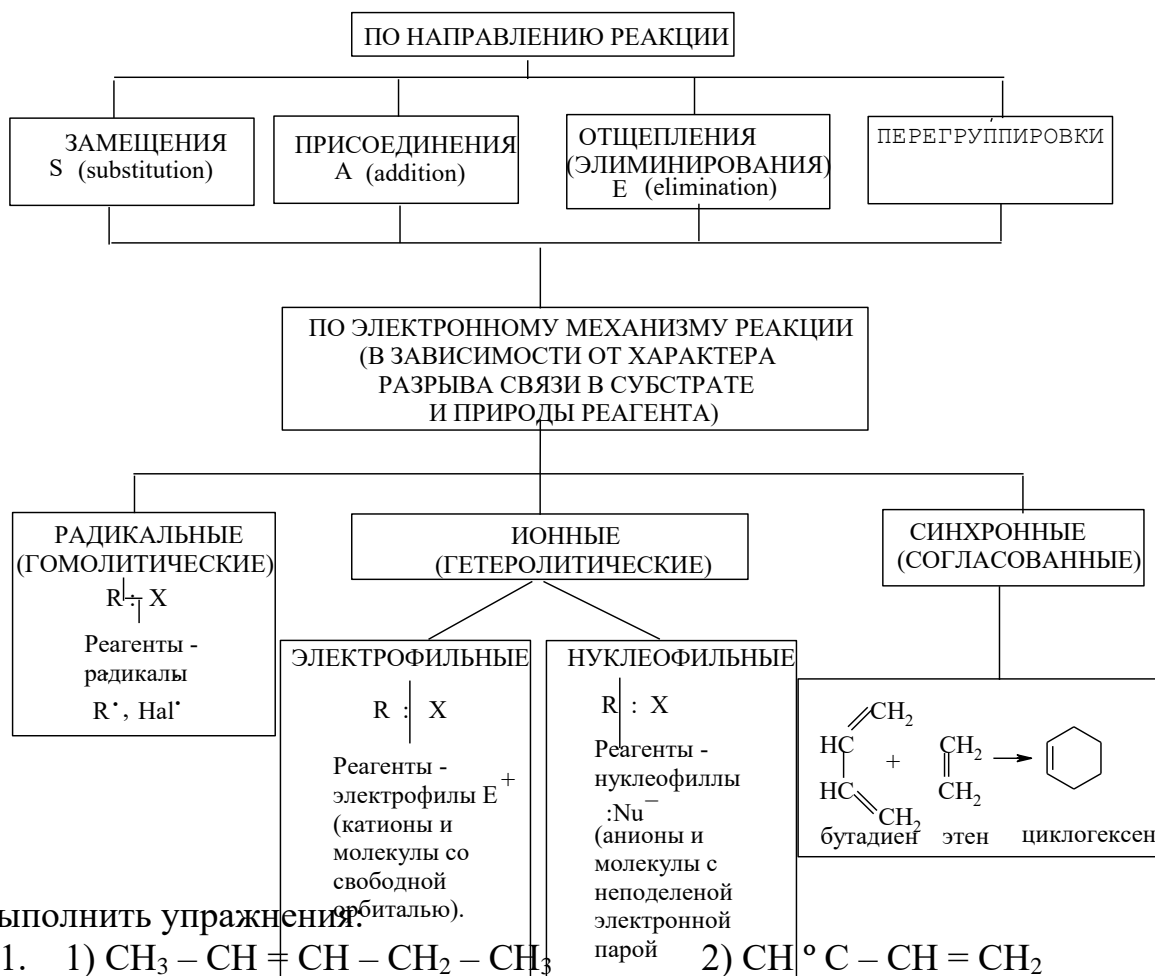 ПО НАПРАВЛЕНИЮ РЕАКЦИИ
ЗАМЕЩЕНИЯ
S (substitution)
ПРИСОЕДИНЕНИЯ
A (addition)
ОТЩЕПЛЕНИЯ
(ЭЛИМИНИРОВАНИЯ)
E (elimination)
ПЕРЕГРУППИРОВКИ
ПО ЭЛЕКТРОННОМУ МЕХАНИЗМУ РЕАКЦИИ
(В ЗАВИСИМОСТИ ОТ ХАРАКТЕРА
РАЗРЫВА СВЯЗИ В СУБСТРАТЕ
И ПРИРОДЫ РЕАГЕНТА)
РАДИКАЛЬНЫЕ
(ГОМОЛИТИЧЕСКИЕ)
R : X
Реагенты -
радикалы
R˙, Hal˙
ИОННЫЕ
(ГЕТЕРОЛИТИЧЕСКИЕ)
ЭЛЕКТРОФИЛЬНЫЕ
R : X
Реагенты -
электрофилы E⁺
(катионы и
молекулы со
свободной
орбиталью).
НУКЛЕОФИЛЬНЫЕ
R : X
Реагенты -
нуклеофиллы
:Nu⁻
(анионы и
молекулы с
неподеленой
электронной
парой
СИНХРОННЫЕ
(СОГЛАСОВАННЫЕ)
CH₂
HC + CH₂
HC CH₂
CH₂
бутадиен этен циклогексен
ыполнить упражнения:
1. 1) CH₃ – CH = CH – CH₂ – CH₃ 2) CH º C – CH = CH₂